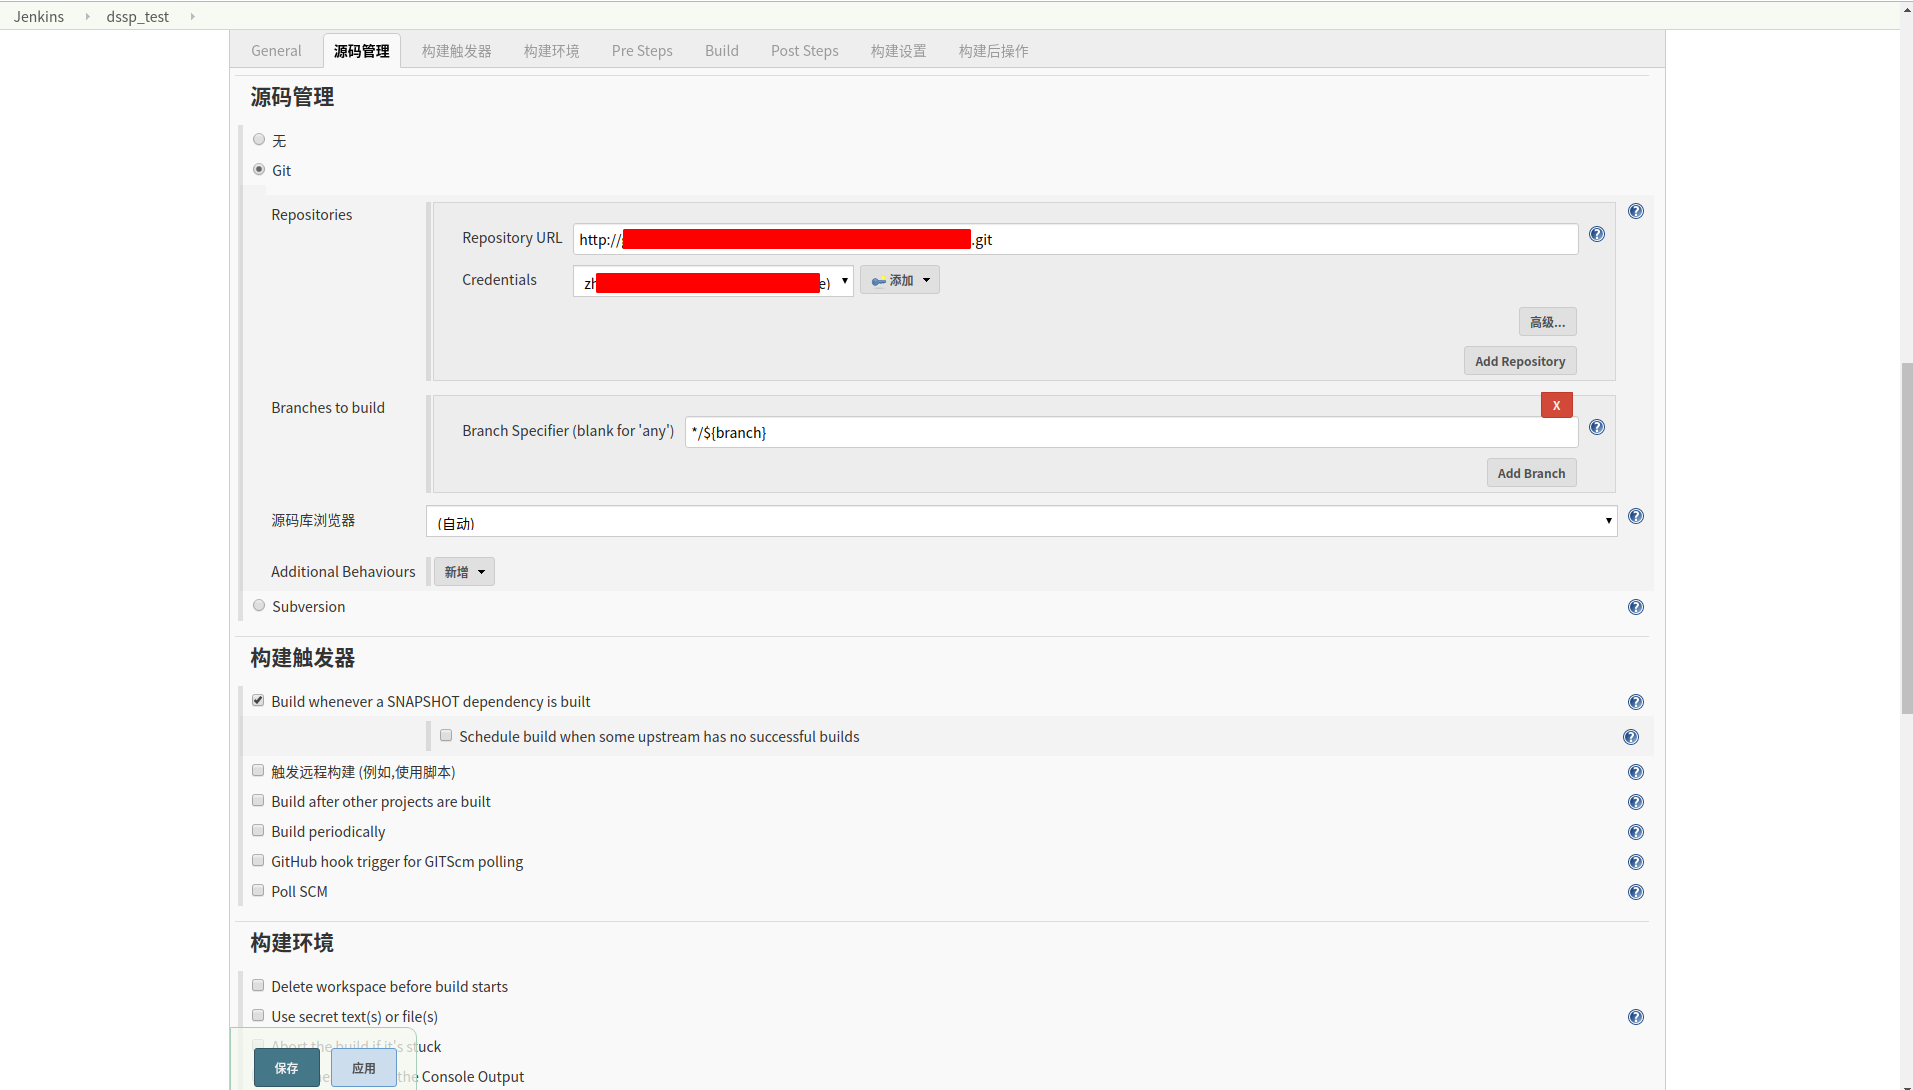 Jenkins dssp_test
General 源码管理 构建触发器 构建环境 Pre Steps Build Post Steps 构建设置 构建后操作
源码管理
无
Git
Repositories
Repository URL http:// .git
Credentials zh e) 添加
高级...
Add Repository
Branches to build
X
Branch Specifier (blank for 'any') */${branch}
Add Branch
源码库浏览器 (自动)
Additional Behaviours 新增
Subversion
构建触发器
Build whenever a SNAPSHOT dependency is built
Schedule build when some upstream has no successful builds
触发远程构建 (例如,使用脚本)
Build after other projects are built
Build periodically
GitHub hook trigger for GITScm polling
Poll SCM
构建环境
Delete workspace before build starts
Use secret text(s) or file(s)
Abort the build if it's stuck
保存 应用
the Console Output